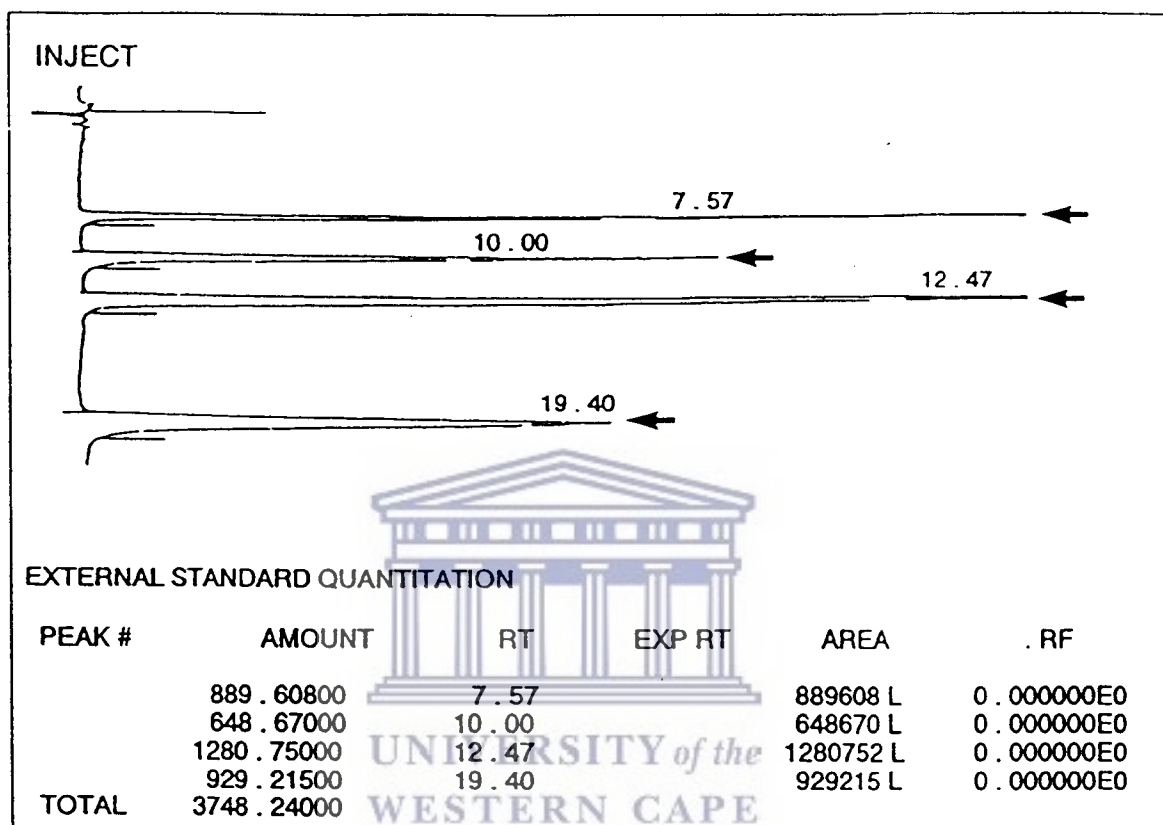 INJECT
7.57
10.00
12.47
19.40
EXTERNAL STANDARD QUANTITATION
PEAK # AMOUNT RT EXP RT AREA .RF
889.60800 7.57 889608 L 0.000000E0
648.67000 10.00 648670 L 0.000000E0
1280.75000 12.47 1280752 L 0.000000E0
929.21500 19.40 929215 L 0.000000E0
TOTAL 3748.24000
UNIVERSITY of the
WESTERN CAPE